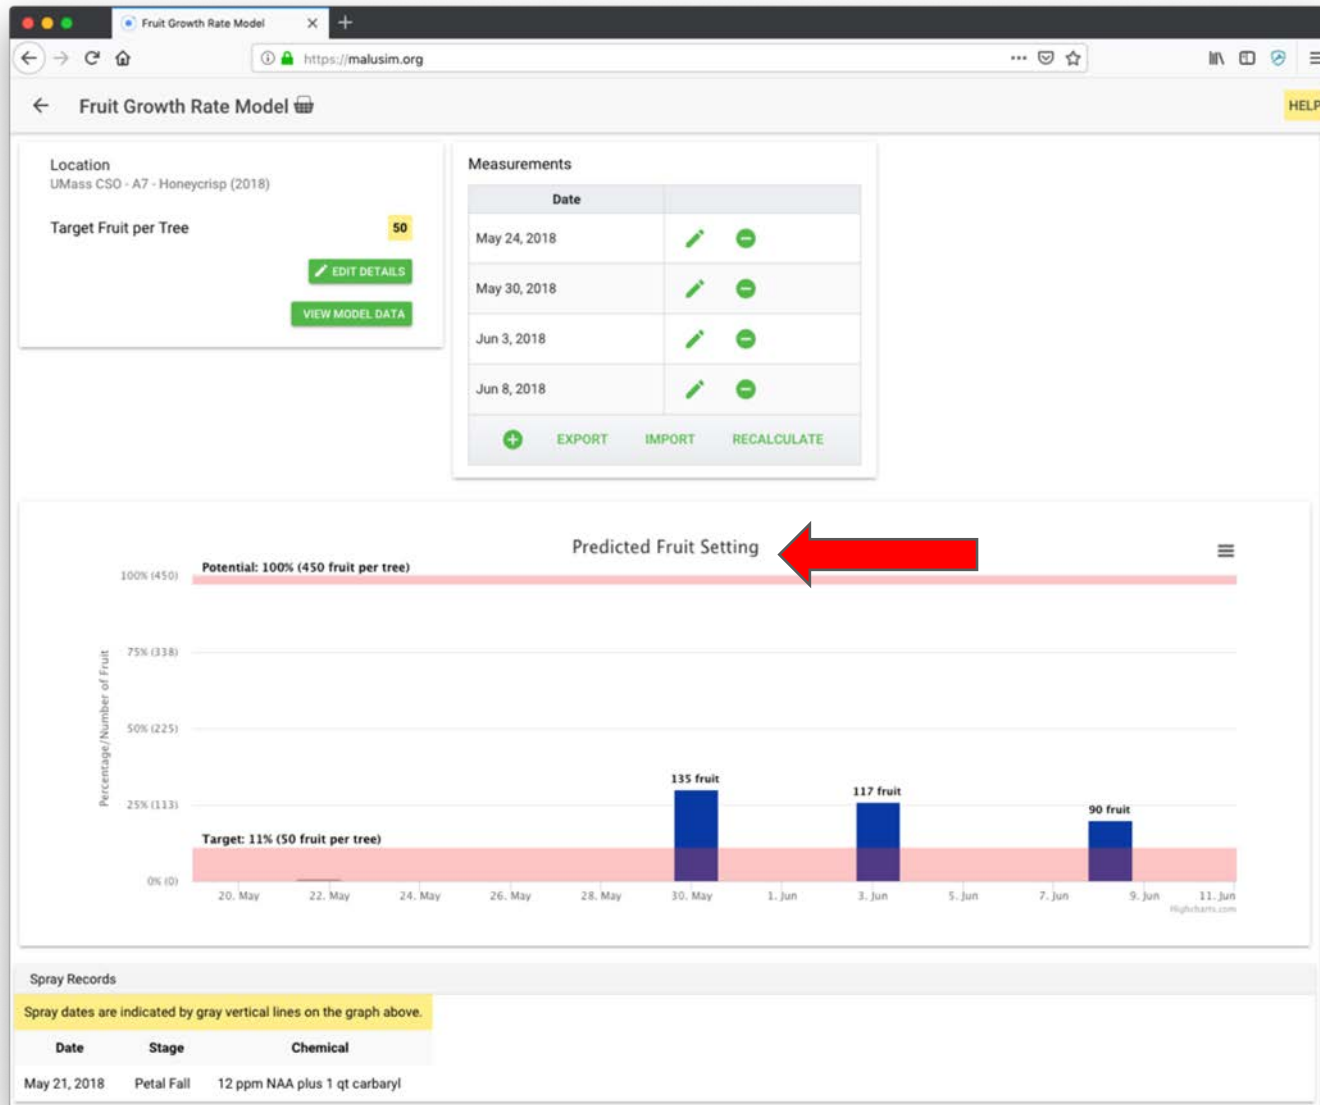 Fruit Growth Rate Model
https://malusim.org
Fruit Growth Rate Model
HELP
Location
UMass CSO - A7 - Honeycrisp (2018)
Target Fruit per Tree 50
EDIT DETAILS
VIEW MODEL DATA
Measurements
Date
May 24, 2018
May 30, 2018
Jun 3, 2018
Jun 8, 2018
EXPORT IMPORT RECALCULATE
Predicted Fruit Setting
Potential: 100% (450 fruit per tree)
100% (450)
75% (338)
50% (225)
25% (113)
0% (0)
Percentage/Number of Fruit
135 fruit
117 fruit
90 fruit
Target: 11% (50 fruit per tree)
20. May 22. May 24. May 26. May 28. May 30. May 1. Jun 3. Jun 5. Jun 7. Jun 9. Jun 11. Jun
Highcharts.com
Spray Records
Spray dates are indicated by gray vertical lines on the graph above.
Date Stage Chemical
May 21, 2018 Petal Fall 12 ppm NAA plus 1 qt carbaryl